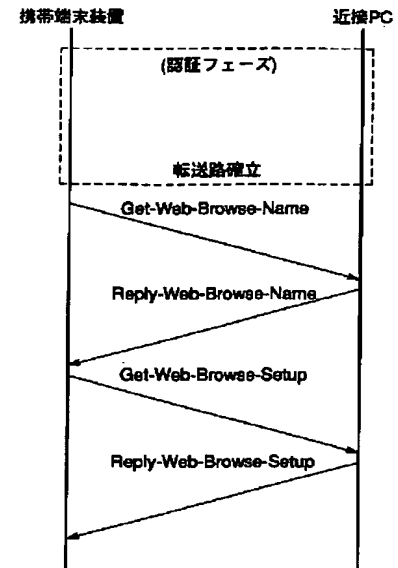 携帯端末装置
近接PC
(認証フェーズ)
転送路確立
Get-Web-Browse-Name
Reply-Web-Browse-Name
Get-Web-Browse-Setup
Reply-Web-Browse-Setup